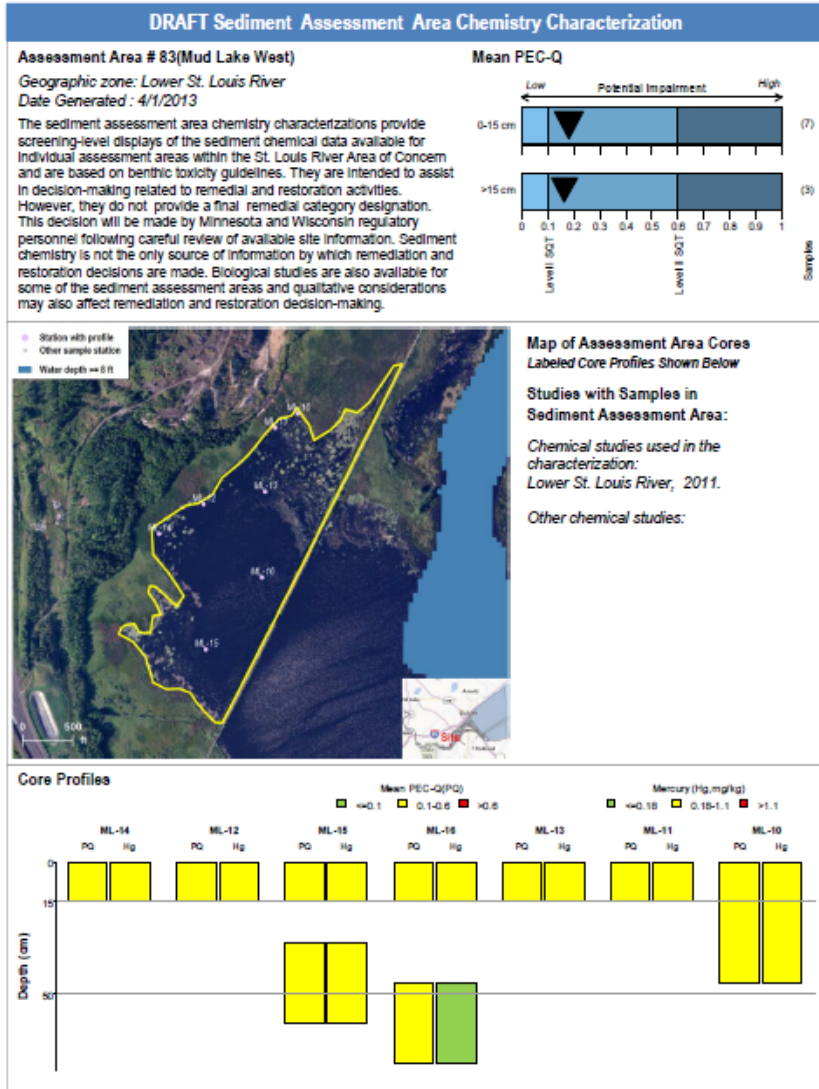 DRAFT Sediment Assessment Area Chemistry Characterization
Assessment Area # 83(Mud Lake West)
Geographic zone: Lower St. Louis River
Date Generated : 4/1/2013
The sediment assessment area chemistry characterizations provide
screening-level displays of the sediment chemical data available for
individual assessment areas within the St. Louis River Area of Concern
and are based on benthic toxicity guidelines. They are intended to assist
in decision-making related to remedial and restoration activities.
However, they do not provide a final remedial category designation.
This decision will be made by Minnesota and Wisconsin regulatory
personnel following careful review of available site information. Sediment
chemistry is not the only source of information by which remediation and
restoration decisions are made. Biological studies are also available for
some of the sediment assessment areas and qualitative considerations
may also affect remediation and restoration decision-making.
Mean PEC-Q
Low Potential Impairment High
0-15 cm (7)
>15 cm (3)
0 0.1 0.2 0.3 0.4 0.5 0.6 0.7 0.8 0.9 1
Level I SQT
Level II SQT
Samples
Station with profile
Other sample station
Water depth >= 8 ft
ML-10
ML-11
ML-13
ML-12
ML-14
ML-16
ML-15
0 500
ft
Site
Map of Assessment Area Cores
Labeled Core Profiles Shown Below
Studies with Samples in
Sediment Assessment Area:
Chemical studies used in the
characterization:
Lower St. Louis River, 2011.
Other chemical studies:
Core Profiles
Mean PEC-Q(PQ)
<=0.1 0.1-0.6 >0.6
Mercury (Hg,mg/kg)
<=0.18 0.18-1.1 >1.1
ML-14 ML-12 ML-15 ML-16 ML-13 ML-11 ML-10
PQ Hg PQ Hg PQ Hg PQ Hg PQ Hg PQ Hg PQ Hg
0
15
50
Depth (cm)